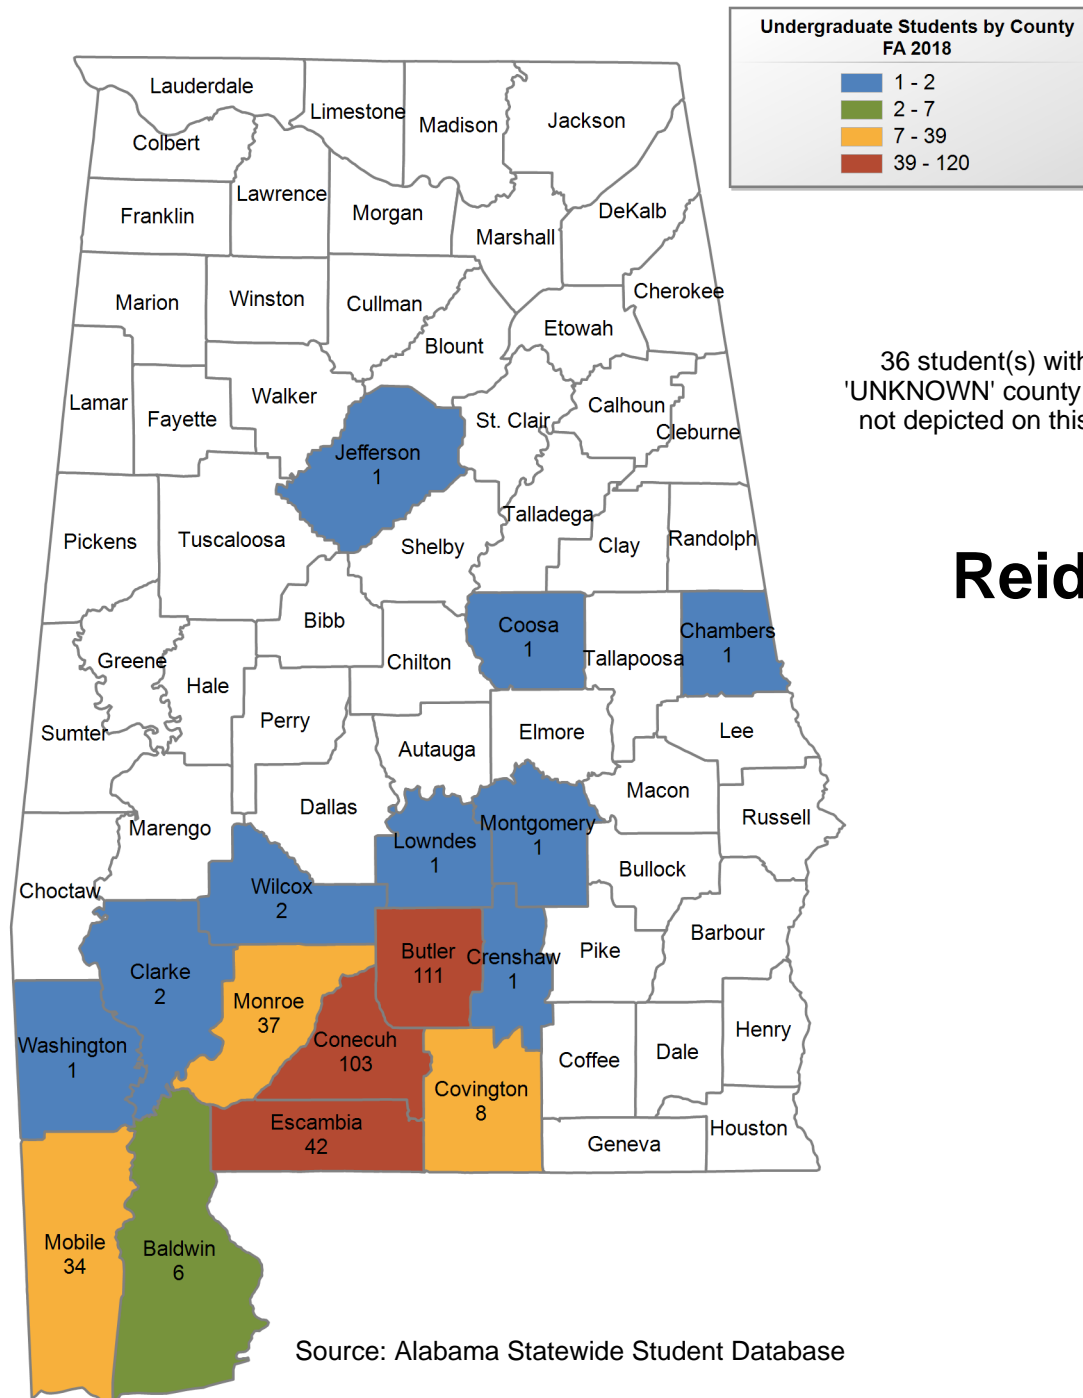 Undergraduate Students by County
FA 2018
1 - 2
2 - 7
7 - 39
39 - 120
36 student(s) with
'UNKNOWN' county
not depicted on this
Reid
Lauderdale
Limestone
Madison
Jackson
Colbert
Lawrence
Franklin
Morgan
DeKalb
Marshall
Marion
Winston
Cullman
Cherokee
Etowah
Blount
Lamar
Walker
Fayette
St. Clair
Calhoun
Cleburne
Jefferson
1
Pickens
Tuscaloosa
Shelby
Talladega
Clay
Randolph
Bibb
Coosa
1
Chambers
1
Tallapoosa
Greene
Hale
Chilton
Perry
Sumter
Autauga
Elmore
Lee
Dallas
Macon
Marengo
Russell
Lowndes
1
Montgomery
1
Bullock
Choctaw
Wilcox
2
Barbour
Butler
111
Crenshaw
1
Pike
Clarke
2
Monroe
37
Henry
Washington
1
Conecuh
103
Coffee
Dale
Covington
8
Escambia
42
Geneva
Houston
Mobile
34
Baldwin
6
Source: Alabama Statewide Student Database